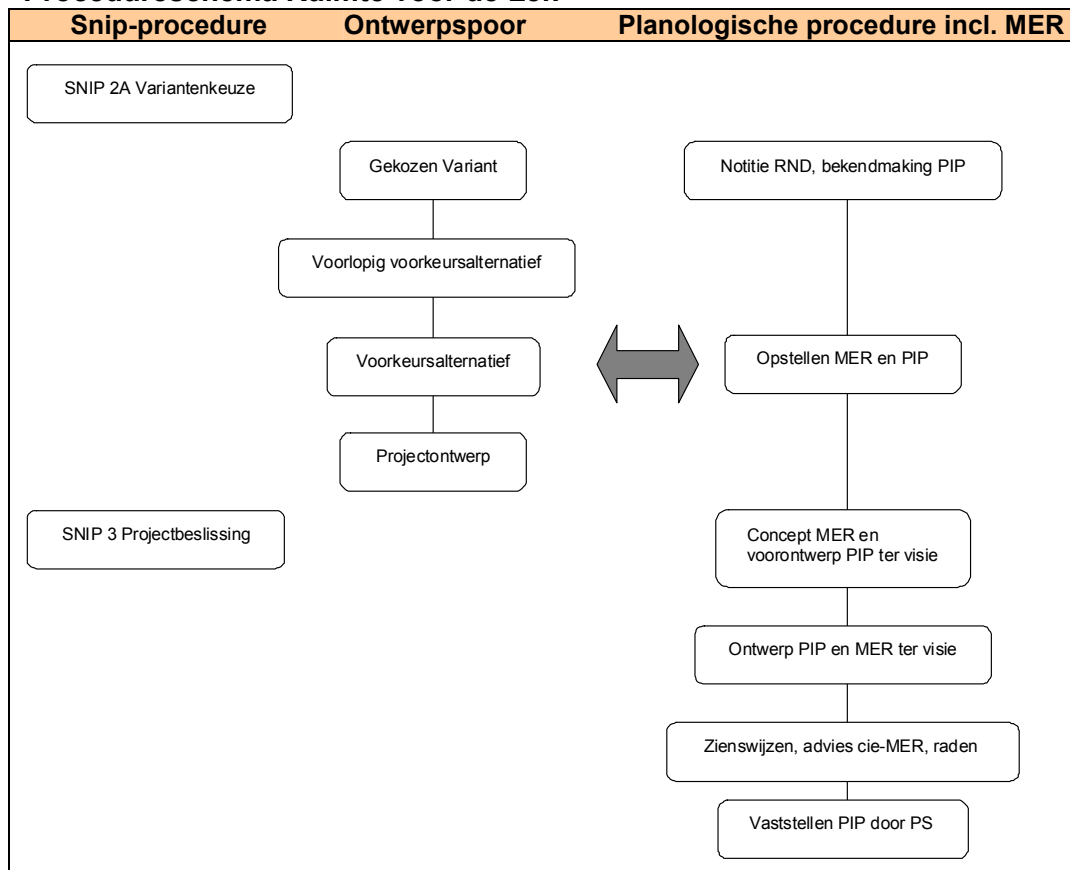 Snip-procedure Ontwerpspoor Planologische procedure incl. MER
SNIP 2A Variantenkeuze
Gekozen Variant
Notitie RND, bekendmaking PIP
Voorlopig voorkeursalternatief
Voorkeursalternatief
Opstellen MER en PIP
Projectontwerp
SNIP 3 Projectbeslissing
Concept MER en
voorontwerp PIP ter visie
Ontwerp PIP en MER ter visie
Zienswijzen, advies cie-MER, raden
Vaststellen PIP door PS